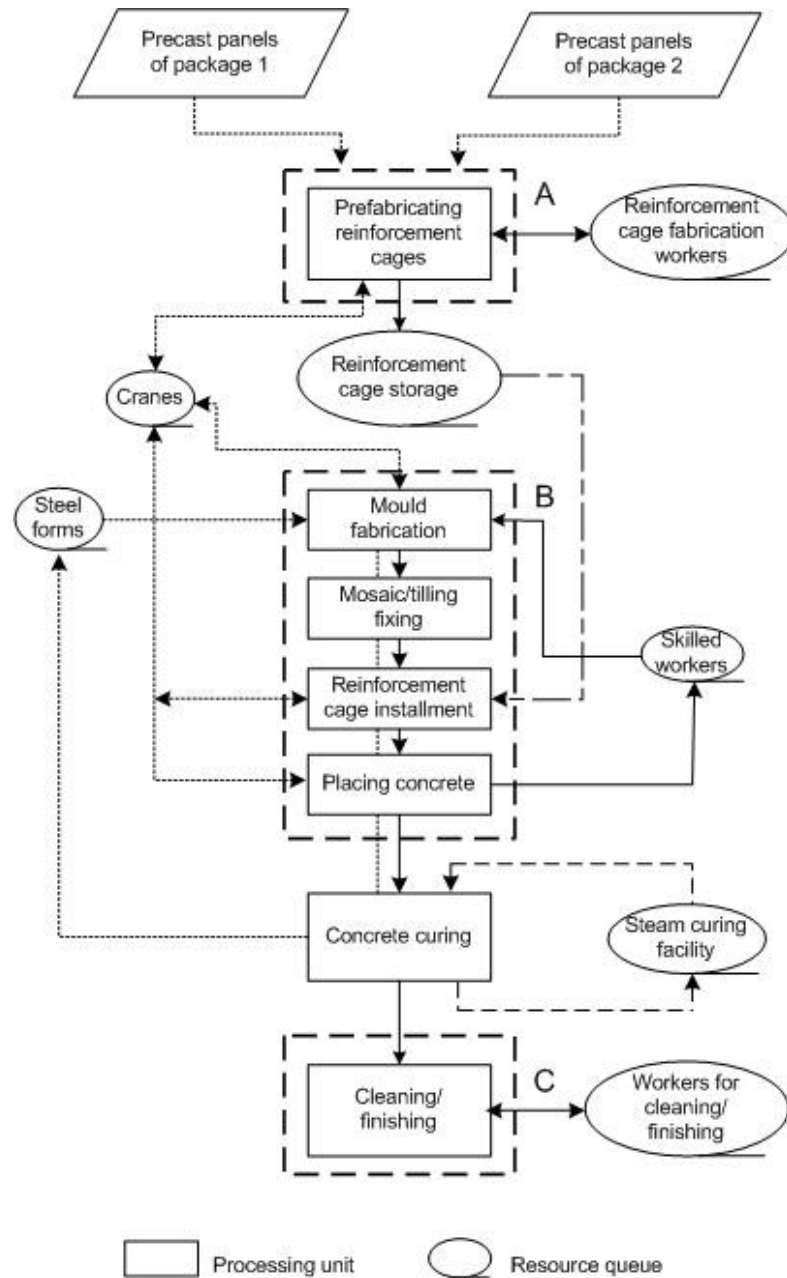 Precast panels
of package 1
Precast panels
of package 2
A
Prefabricating
reinforcement
cages
Reinforcement
cage fabrication
workers
Reinforcement
cage storage
Cranes
B
Steel
forms
Mould
fabrication
Mosaic/tilling
fixing
Skilled
workers
Reinforcement
cage installment
Placing concrete
Concrete curing
Steam curing
facility
C
Cleaning/
finishing
Workers for
cleaning/
finishing
Processing unit
Resource queue